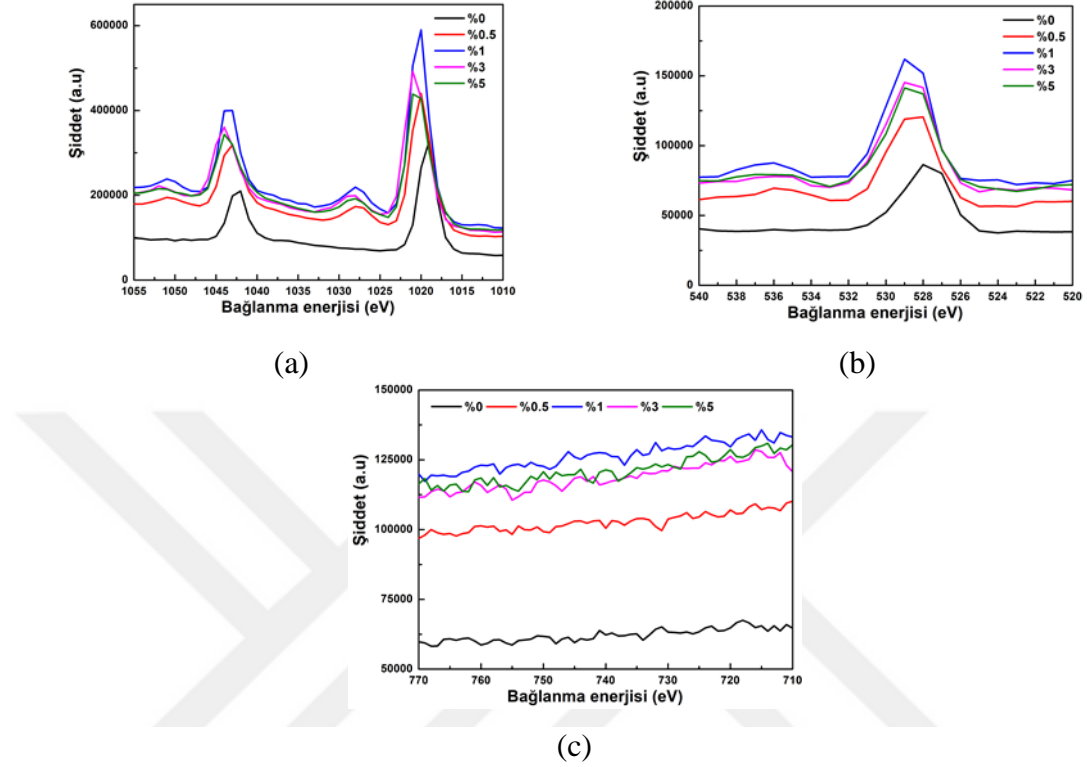 %0
%0.5
%1
%3
%5
600000
400000
200000
0
Şiddet (a.u)
1055 1050 1045 1040 1035 1030 1025 1020 1015 1010
Bağlanma enerjisi (eV)
(a)
%0
%0.5
%1
%3
%5
200000
150000
100000
50000
0
Şiddet (a.u)
540 538 536 534 532 530 528 526 524 522 520
Bağlanma enerjisi (eV)
(b)
%0 %0.5 %1 %3 %5
150000
125000
100000
75000
50000
Şiddet (a.u)
770 760 750 740 730 720 710
Bağlanma enerjisi (eV)
(c)